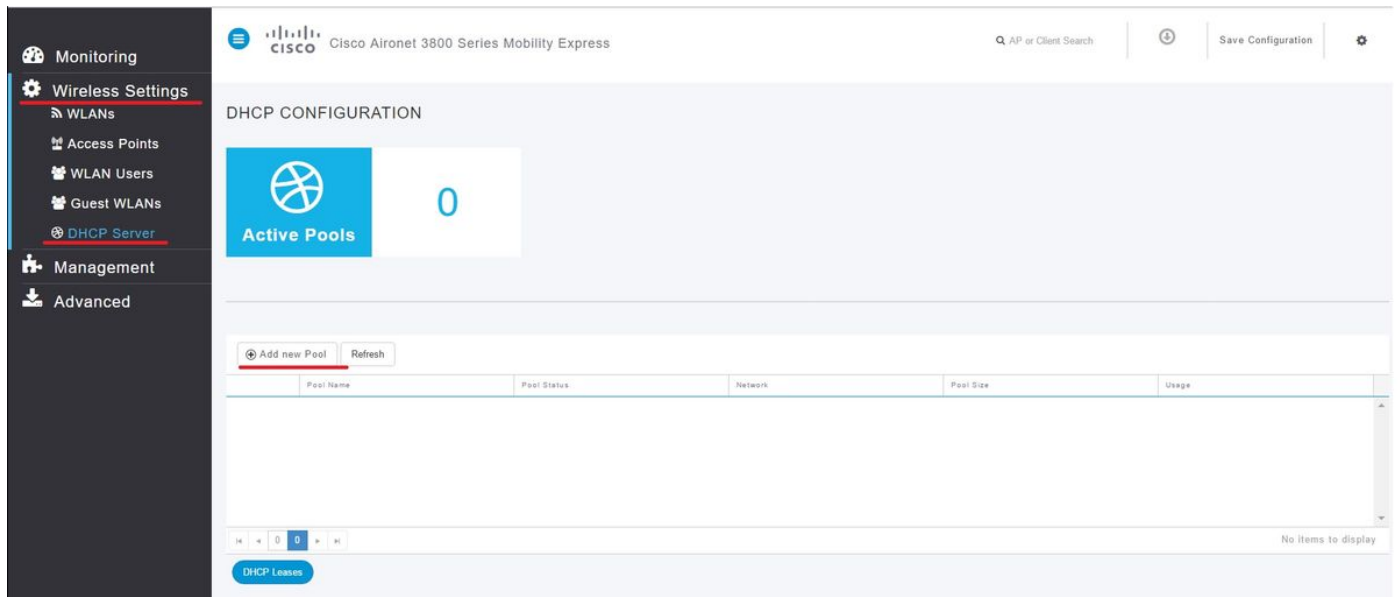 Monitoring
Wireless Settings
WLANs
Access Points
WLAN Users
Guest WLANs
DHCP Server
Management
Advanced
CISCO
Cisco Aironet 3800 Series Mobility Express
AP or Client Search
Save Configuration
DHCP CONFIGURATION
Active Pools
0
Add new Pool
Refresh
Pool Name Pool Status Network Pool Size Usage
0 0
No items to display
DHCP Leases